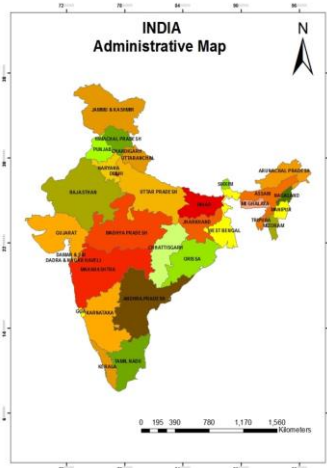 INDIA
Administrative Map
N
JAMMU & KASHMIR
HIMACHAL PRADESH
PUNJAB
CHANDIGARH
UTTARANCHAL
HARYANA
DELHI
ARUNACHAL PRADESH
RAJASTHAN
UTTAR PRADESH
SIKKIM
ASSAM
NAGALAND
BIHAR
MEGHALAYA
MANIPUR
TRIPURA
MIZORAM
JHARKHAND
WEST BENGAL
GUJARAT
MADHYA PRADESH
CHHATTISGARH
DAMAN & DIU
DADRA & NAGAR HAVELI
ORISSA
MAHARASHTRA
ANDHRA PRADESH
GOA
KARNATAKA
TAMIL NADU
KERALA
0 195 390 780 1,170 1,560
Kilometers